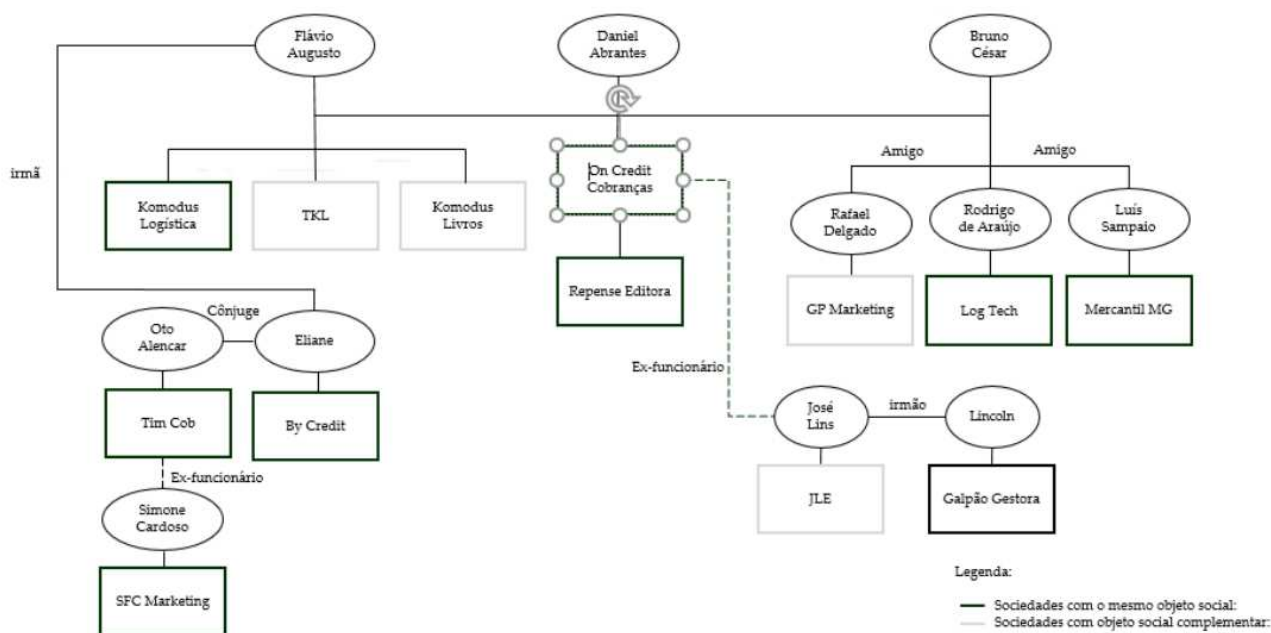 Flávio
Augusto
Daniel
Abrantes
Bruno
César
irmã
Amigo
Amigo
On Credit
Cobranças
Komodus
Logística
TKL
Komodus
Livros
Rafael
Delgado
Rodrigo
de Araújo
Luís
Sampaio
Repense Editora
GP Marketing
Log Tech
Mercantil MG
Cônjuge
Oto
Alencar
Eliane
Ex-funcionário
Tim Cob
By Credit
José
Lins
irmão
Lincoln
Ex-funcionário
Simone
Cardoso
JLE
Galpão Gestora
SFC Marketing
Legenda:
Sociedades com o mesmo objeto social:
Sociedades com objeto social complementar: